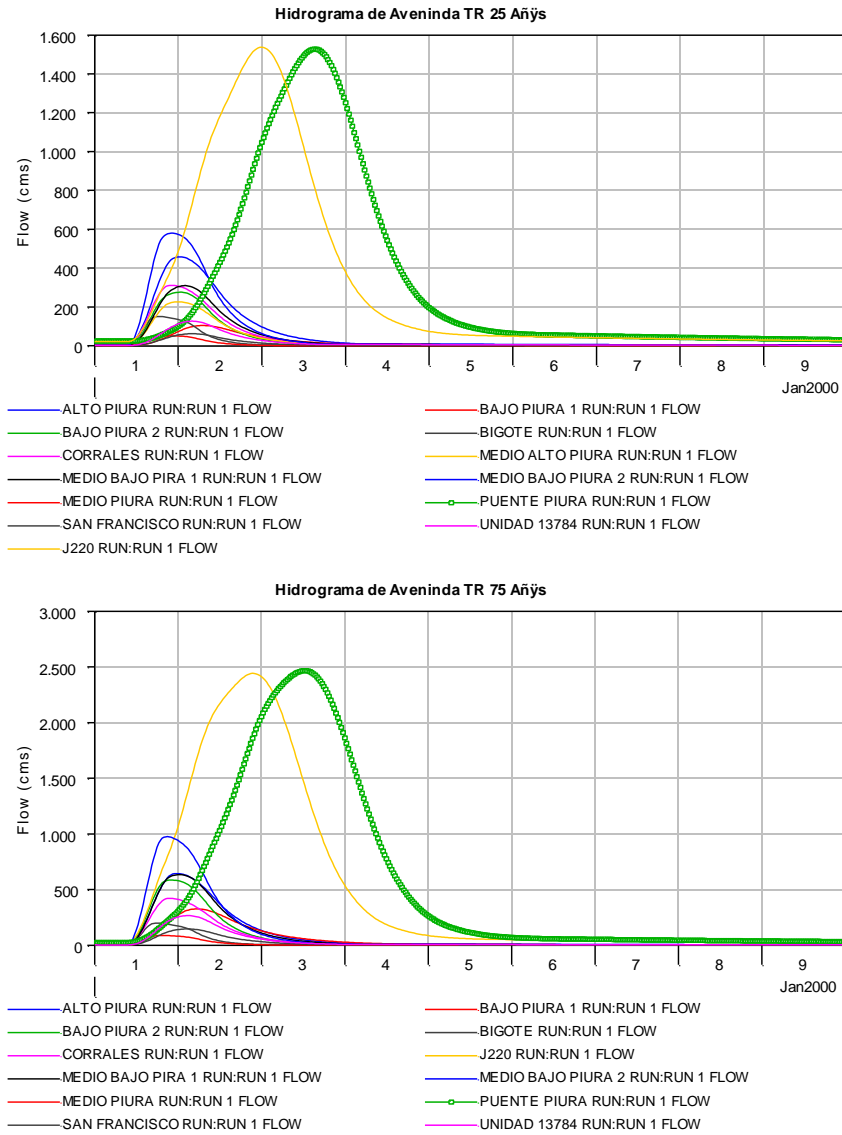 Hidrograma de Aveninda TR 25 Añÿs
1.600
1.400
1.200
1.000
800
600
400
200
0
Flow (cms)
1 2 3 4 5 6 7 8 9
Jan2000
ALTO PIURA RUN:RUN 1 FLOW BAJO PIURA 1 RUN:RUN 1 FLOW
BAJO PIURA 2 RUN:RUN 1 FLOW BIGOTE RUN:RUN 1 FLOW
CORRALES RUN:RUN 1 FLOW MEDIO ALTO PIURA RUN:RUN 1 FLOW
MEDIO BAJO PIRA 1 RUN:RUN 1 FLOW MEDIO BAJO PIURA 2 RUN:RUN 1 FLOW
MEDIO PIURA RUN:RUN 1 FLOW PUENTE PIURA RUN:RUN 1 FLOW
SAN FRANCISCO RUN:RUN 1 FLOW UNIDAD 13784 RUN:RUN 1 FLOW
J220 RUN:RUN 1 FLOW
Hidrograma de Aveninda TR 75 Añÿs
3.000
2.500
2.000
1.500
1.000
500
0
Flow (cms)
1 2 3 4 5 6 7 8 9
Jan2000
ALTO PIURA RUN:RUN 1 FLOW BAJO PIURA 1 RUN:RUN 1 FLOW
BAJO PIURA 2 RUN:RUN 1 FLOW BIGOTE RUN:RUN 1 FLOW
CORRALES RUN:RUN 1 FLOW J220 RUN:RUN 1 FLOW
MEDIO BAJO PIRA 1 RUN:RUN 1 FLOW MEDIO BAJO PIURA 2 RUN:RUN 1 FLOW
MEDIO PIURA RUN:RUN 1 FLOW PUENTE PIURA RUN:RUN 1 FLOW
SAN FRANCISCO RUN:RUN 1 FLOW UNIDAD 13784 RUN:RUN 1 FLOW